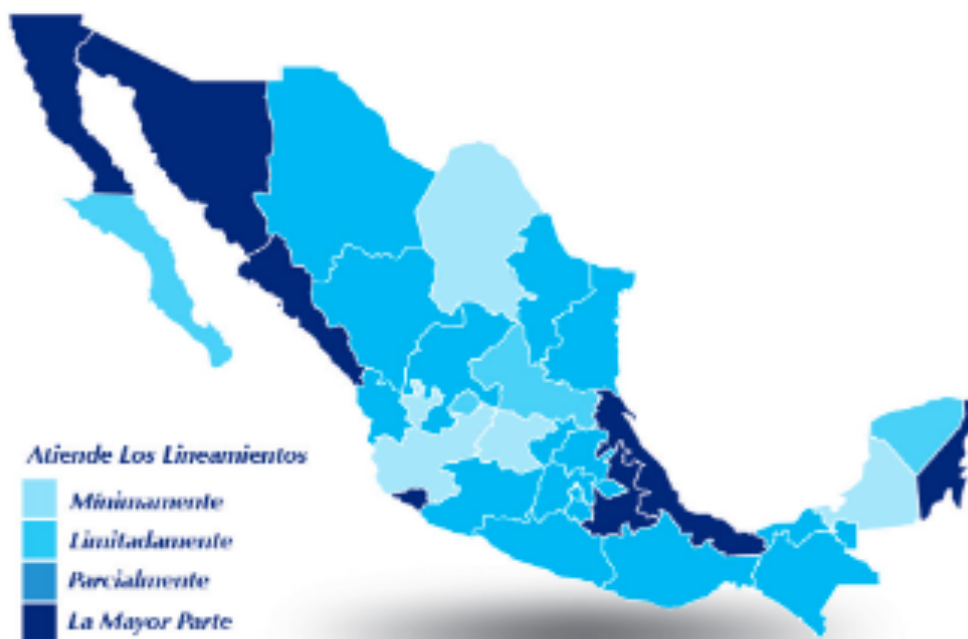 Atiende Los Lineamientos
Mínimamente
Limitadamente
Parcialmente
La Mayor Parte